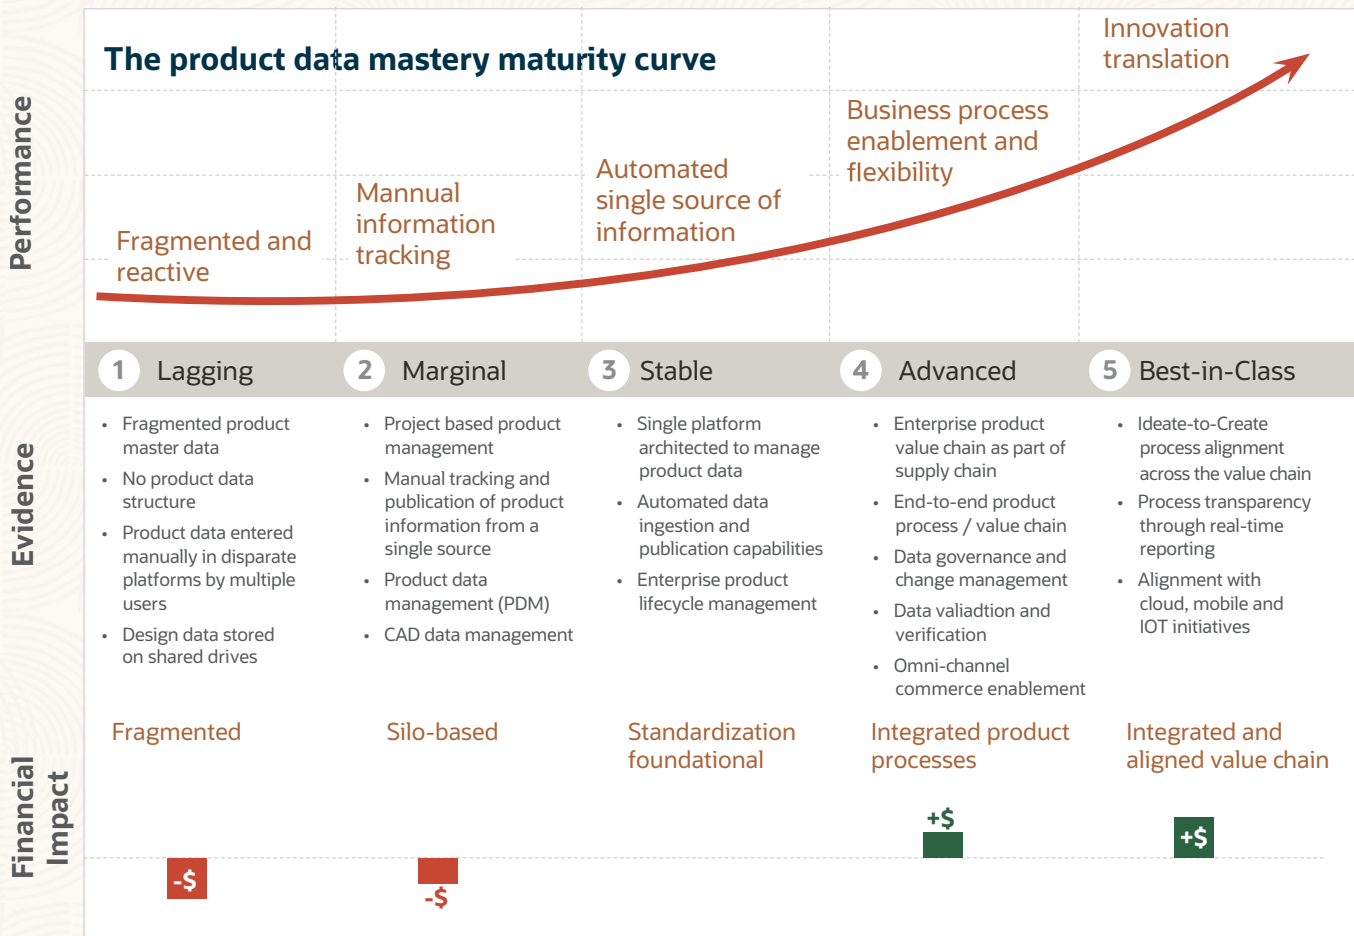 The product data mastery maturity curve
Performance
Fragmented and
reactive
Mannual
information
tracking
Automated
single source of
information
Business process
enablement and
flexibility
Innovation
translation
1 Lagging
2 Marginal
3 Stable
4 Advanced
5 Best-in-Class
Evidence
• Fragmented product
master data
• No product data
structure
• Product data entered
manually in disparate
platforms by multiple
users
• Design data stored
on shared drives
• Project based product
management
• Manual tracking and
publication of product
information from a
single source
• Product data
management (PDM)
• CAD data management
• Single platform
architected to manage
product data
• Automated data
ingestion and
publication capabilities
• Enterprise product
lifecycle management
• Enterprise product
value chain as part of
supply chain
• End-to-end product
process / value chain
• Data governance and
change management
• Data valiadtion and
verification
• Omni-channel
commerce enablement
• Ideate-to-Create
process alignment
across the value chain
• Process transparency
through real-time
reporting
• Alignment with
cloud, mobile and
IOT initiatives
Financial
Impact
Fragmented
Silo-based
Standardization
foundational
Integrated product
processes
Integrated and
aligned value chain
-$
-$
+$
+$